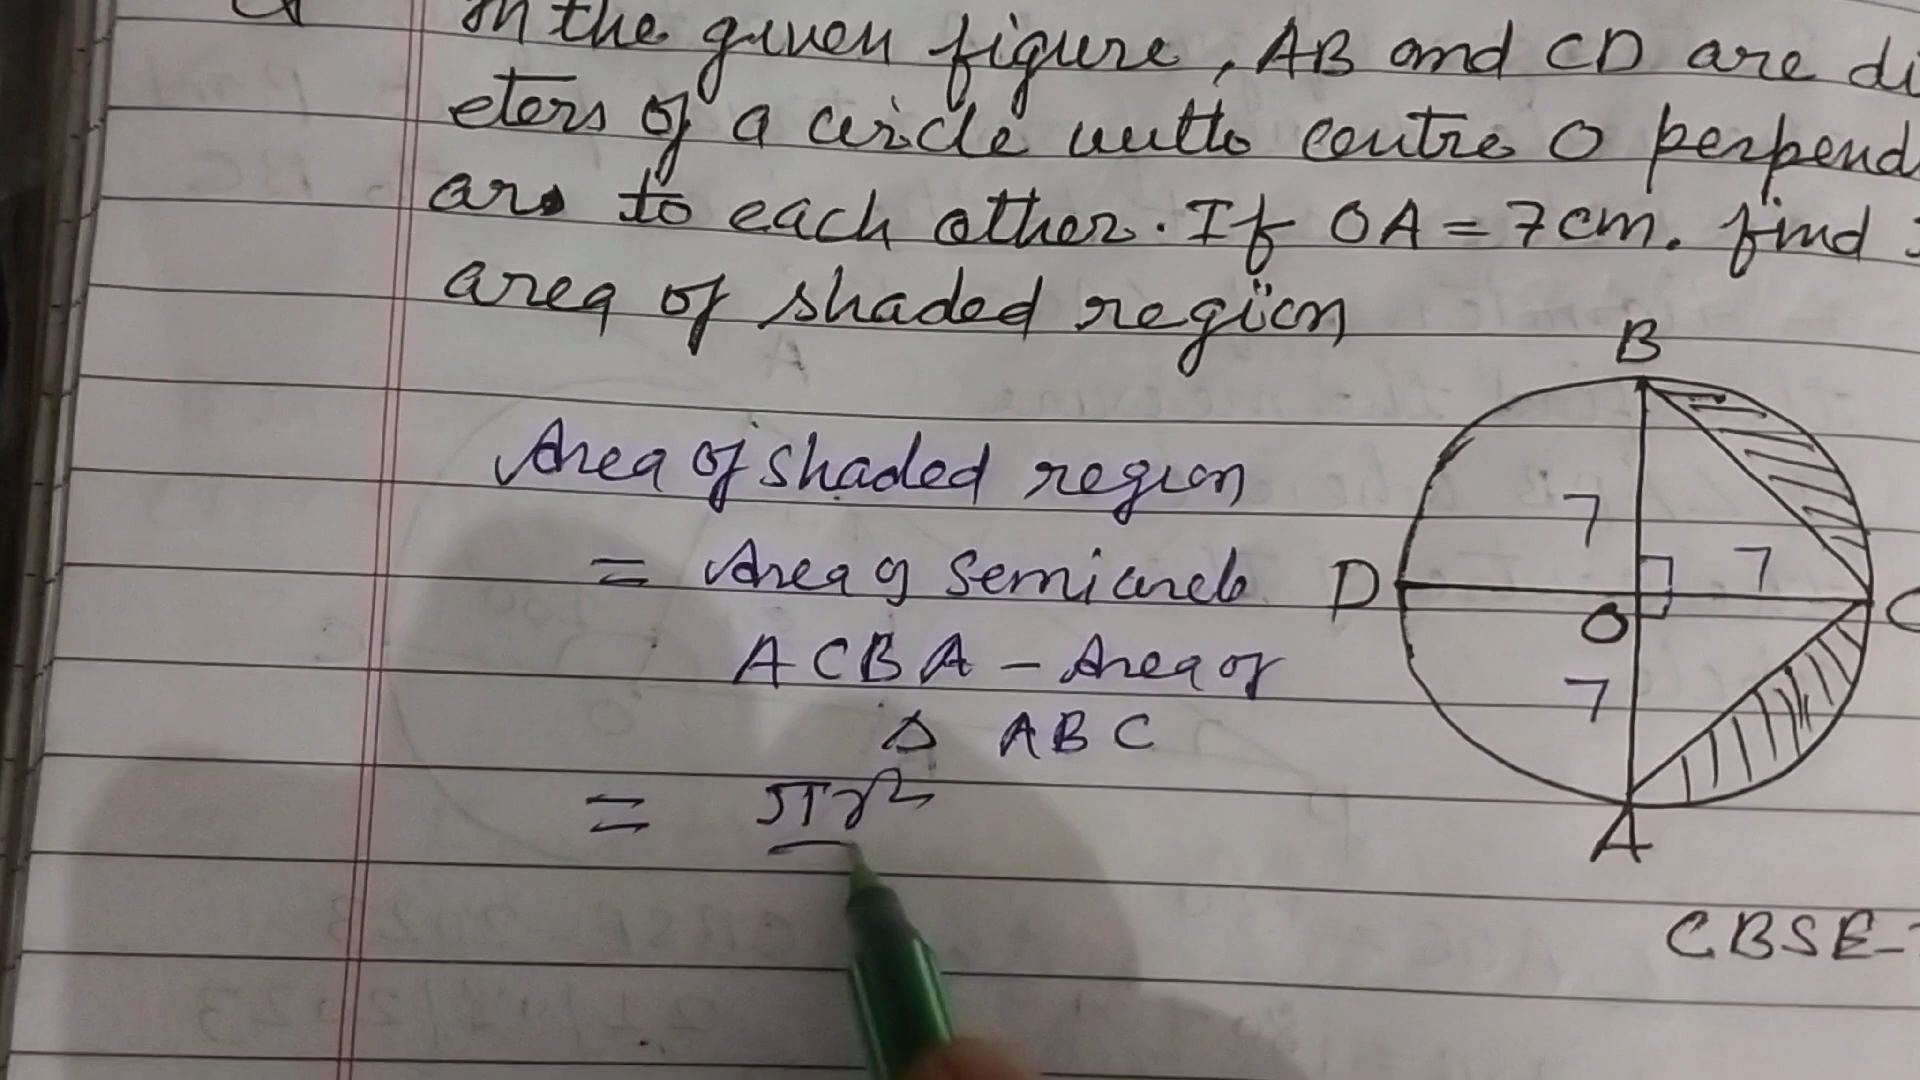 In the given figure, AB and CD are di
eters of a circle with centre O perpend
ars to each other. If OA = 7cm. find
area of shaded region
B
Area of shaded region
7
= Area of semicircle
D
7
O
C
ACBA - Area of
7
Δ ABC
= πr²
A
CBSE-